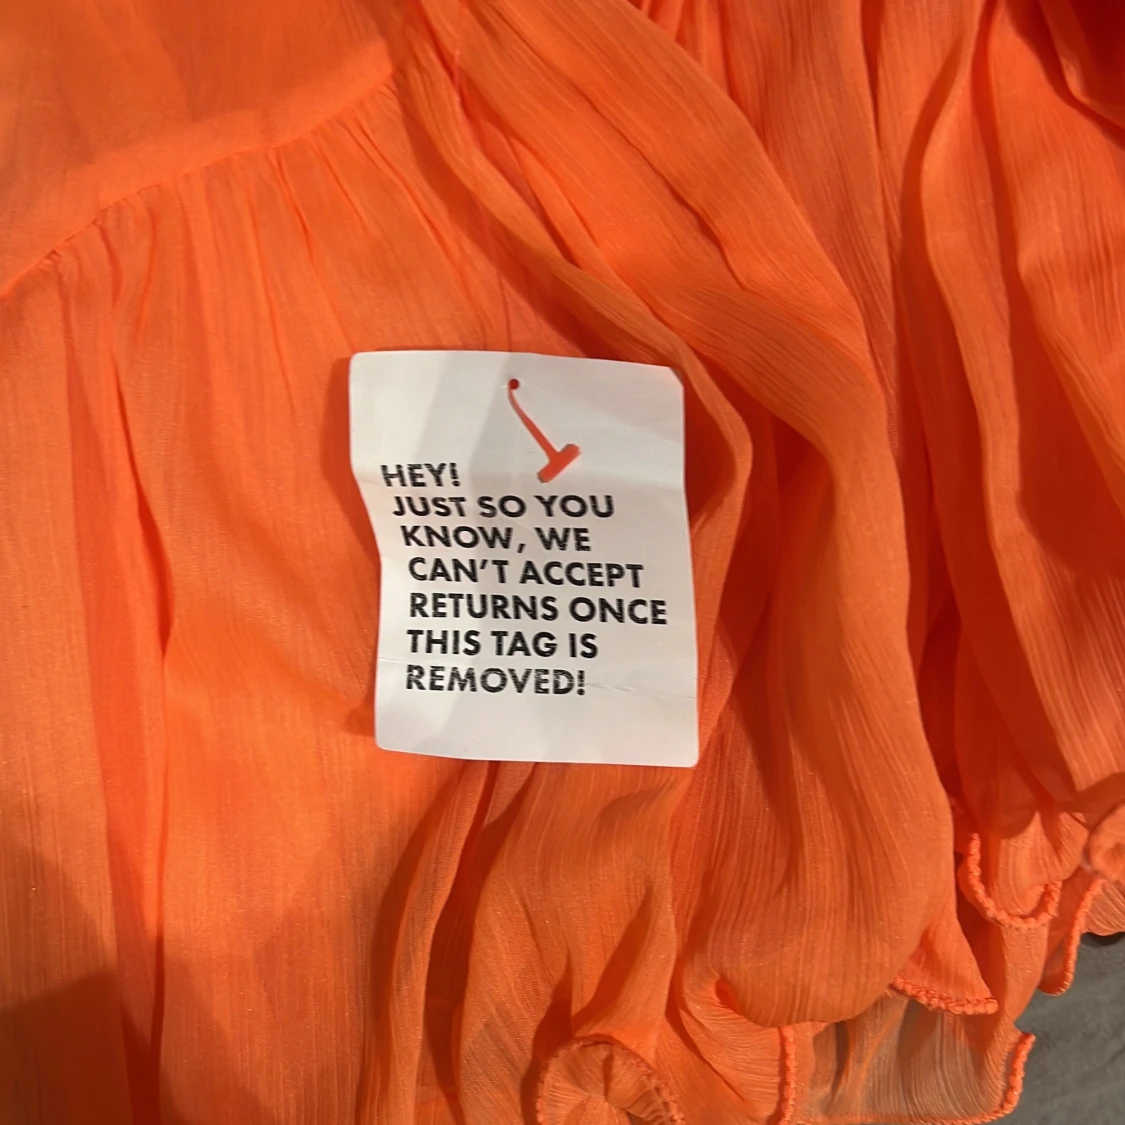 HEY!
JUST SO YOU
KNOW, WE
CAN'T ACCEPT
RETURNS ONCE
THIS TAG IS
REMOVED!